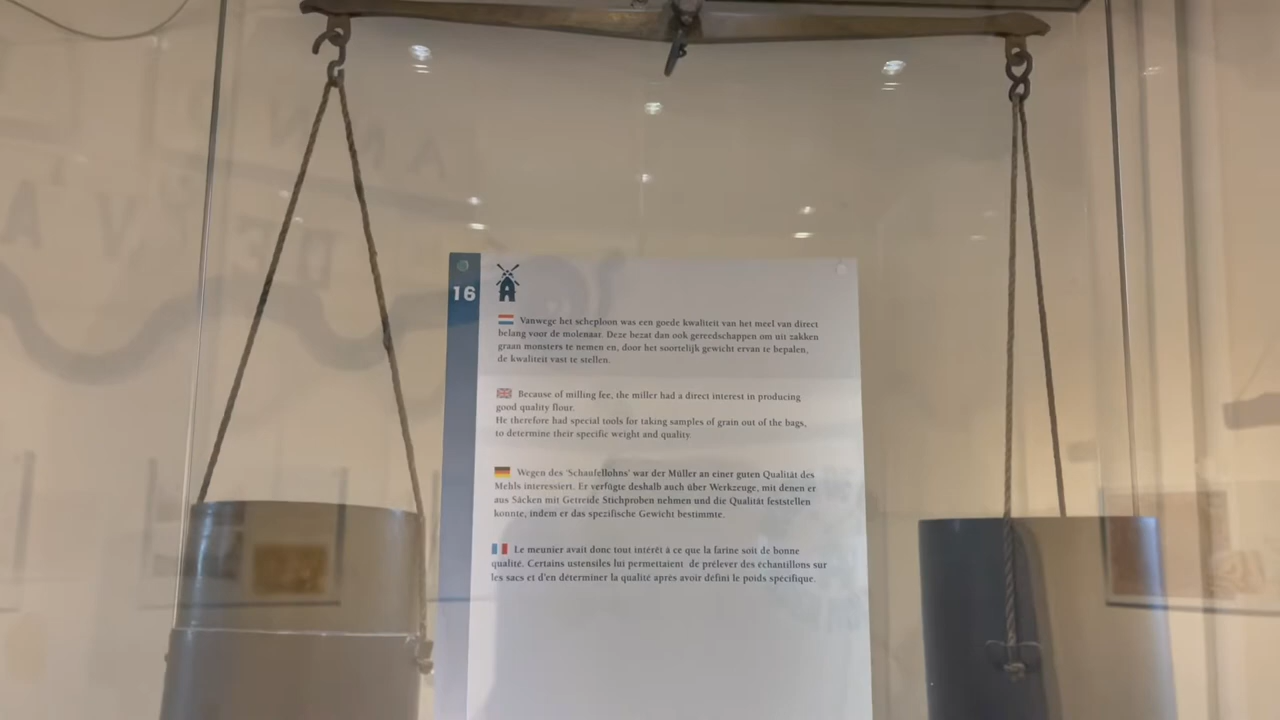 16
Vanwege het scheploon was een goede kwaliteit van het meel van direct
belang voor de molenaar. Deze bezat dan ook gereedschappen om uit zakken
graan monsters te nemen en, door het soortelijk gewicht ervan te bepalen,
de kwaliteit vast te stellen.
Because of milling fee, the miller had a direct interest in producing
good quality flour.
He therefore had special tools for taking samples of grain out of the bags,
to determine their specific weight and quality.
Wegen des 'Schaufellohns' war der Müller an einer guten Qualität des
Mehls interessiert. Er verfügte deshalb auch über Werkzeuge, mit denen er
aus Säcken mit Getreide Stichproben nehmen und die Qualität feststellen
konnte, indem er das spezifische Gewicht bestimmte.
Le meunier avait donc tout intérêt à ce que la farine soit de bonne
qualité. Certains ustensiles lui permettaient de prélever des échantillons sur
les sacs et d'en déterminer la qualité après avoir défini le poids specifique.